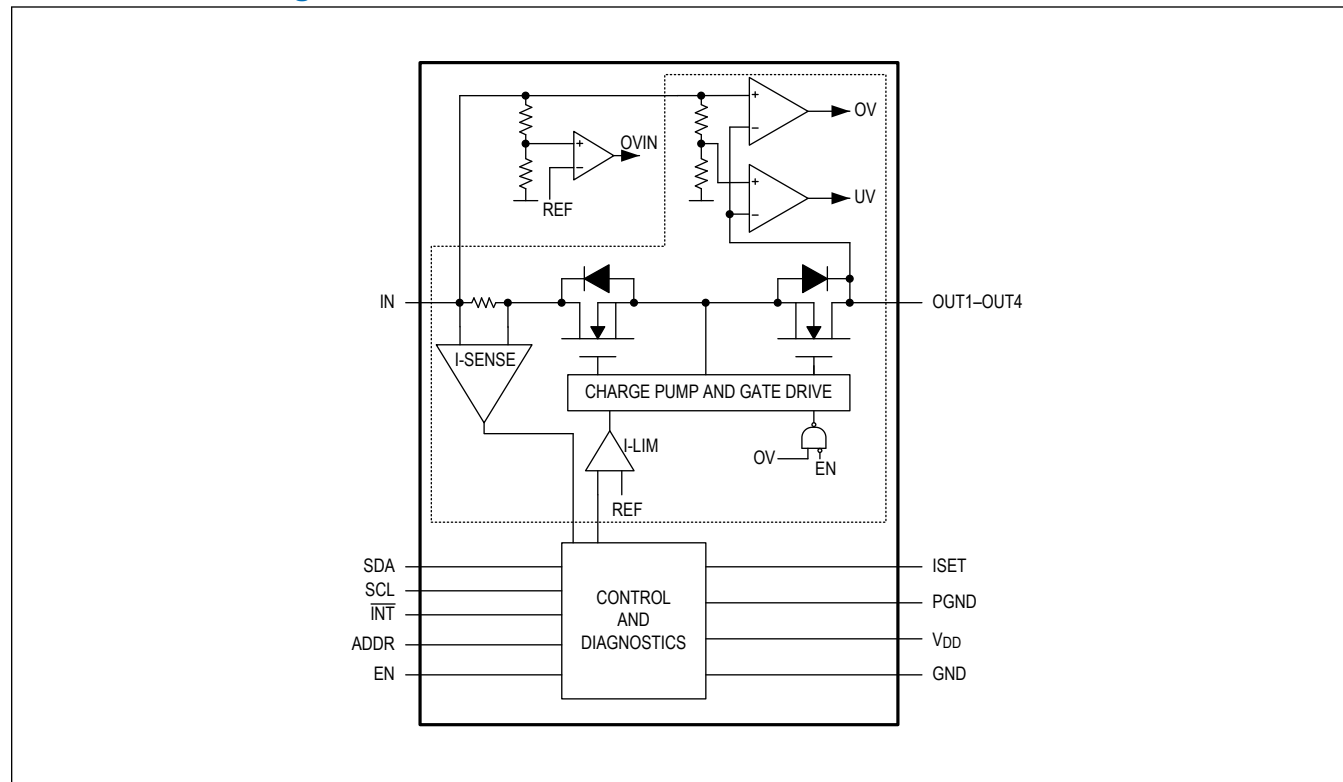 OV
OVIN
UV
REF
IN
OUT1–OUT4
I-SENSE
CHARGE PUMP AND GATE DRIVE
I-LIM
OV
EN
REF
SDA
SCL
INT
ADDR
EN
CONTROL
AND
DIAGNOSTICS
ISET
PGND
VDD
GND